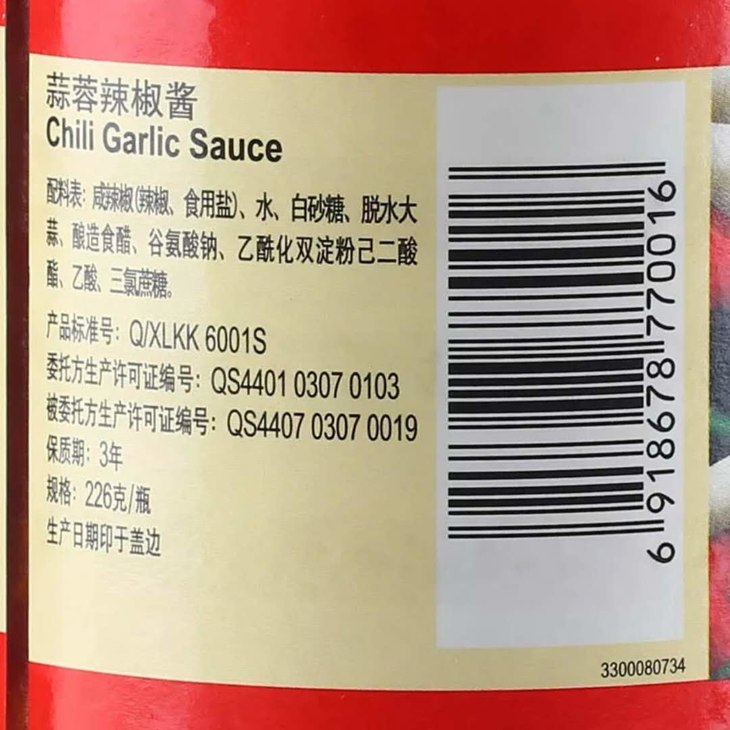 蒜蓉辣椒酱
Chili Garlic Sauce
配料表: 咸辣椒(辣椒、食用盐)、水、白砂糖、脱水大
蒜、酿造食醋、谷氨酸钠、乙酰化双淀粉己二酸
酯、乙酸、三氯蔗糖。
产品标准号: Q/XLKK 6001S
委托方生产许可证编号: QS4401 0307 0103
被委托方生产许可证编号: QS4407 0307 0019
保质期: 3年
规格: 226克/瓶
生产日期印于盖边
6 918678 770016
3300080734